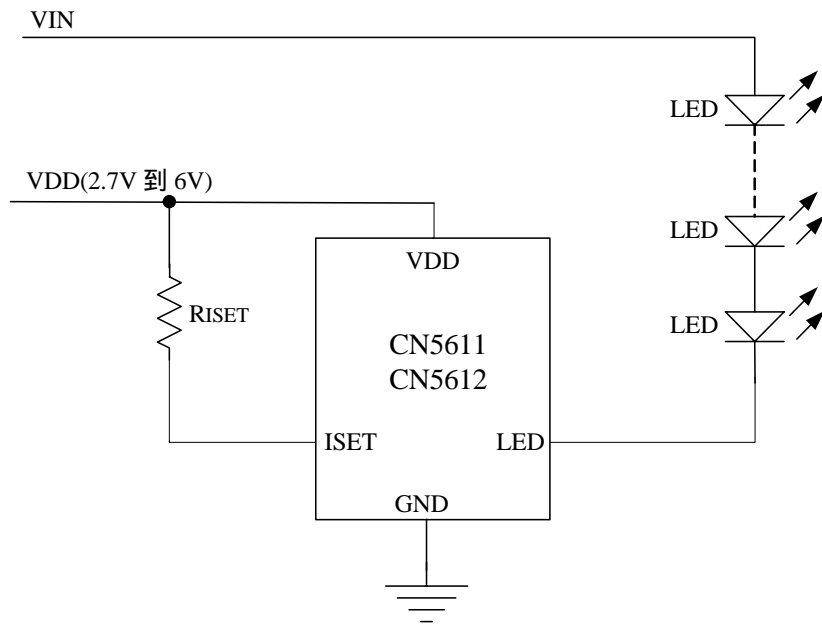 VIN
LED
VDD(2.7V 到 6V)
LED
VDD
RISET
LED
CN5611
CN5612
ISET
LED
GND